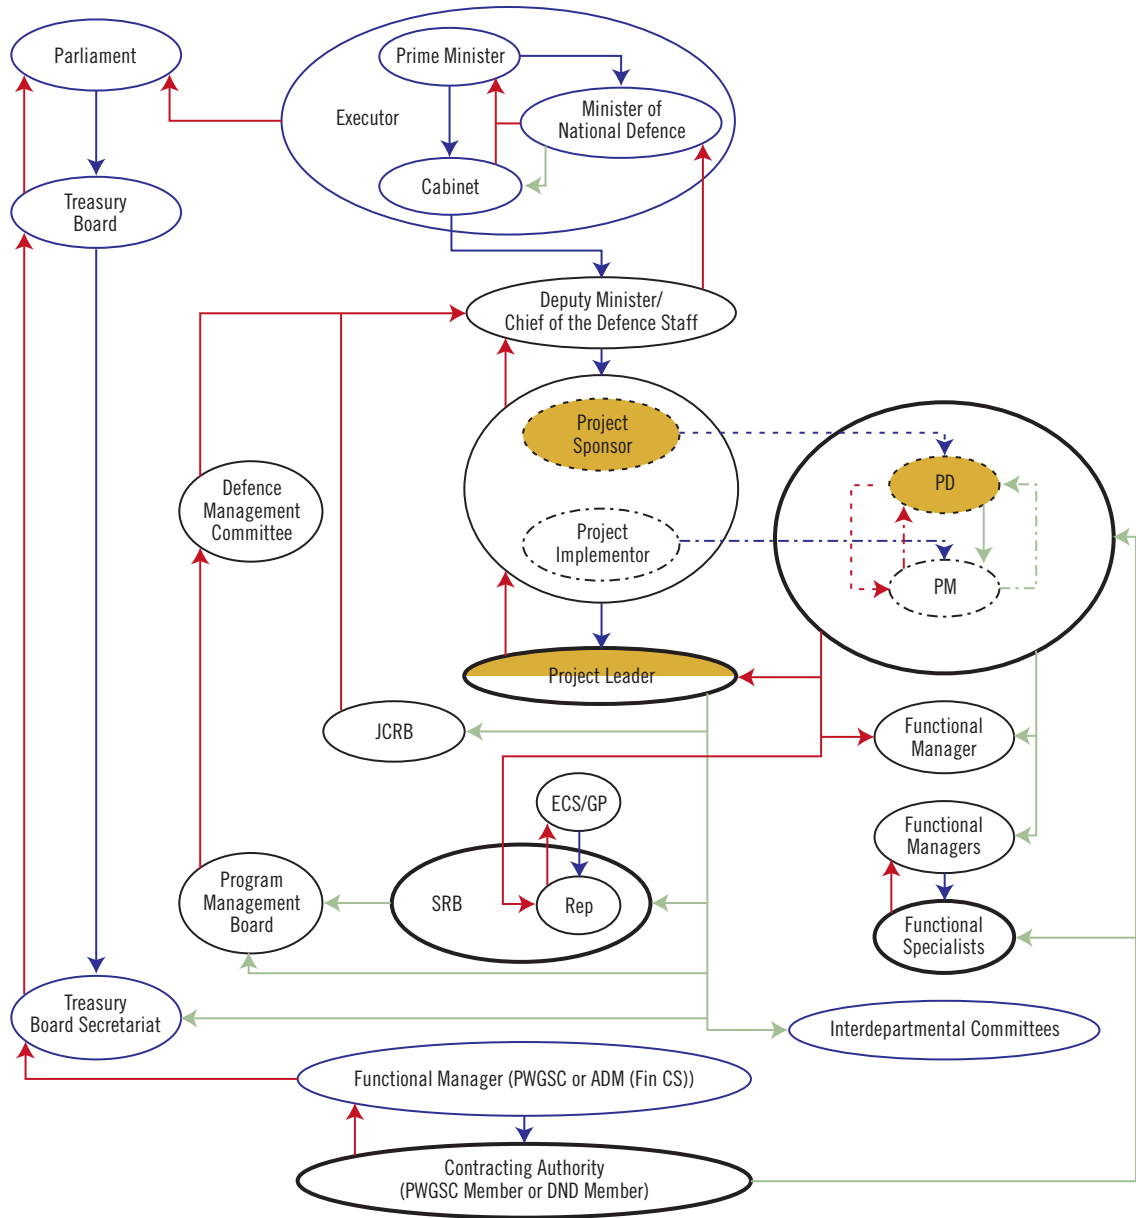 Parliament
Prime Minister
Executor
Minister of
National Defence
Cabinet
Treasury
Board
Deputy Minister/
Chief of the Defence Staff
Project
Sponsor
PD
Defence
Management
Committee
Project
Implementor
PM
Project Leader
JCRB
Functional
Manager
ECS/GP
Functional
Managers
Program
Management
Board
SRB
Rep
Functional
Specialists
Treasury
Board Secretariat
Interdepartmental Committees
Functional Manager (PWGSC or ADM (Fin CS))
Contracting Authority
(PWGSC Member or DND Member)